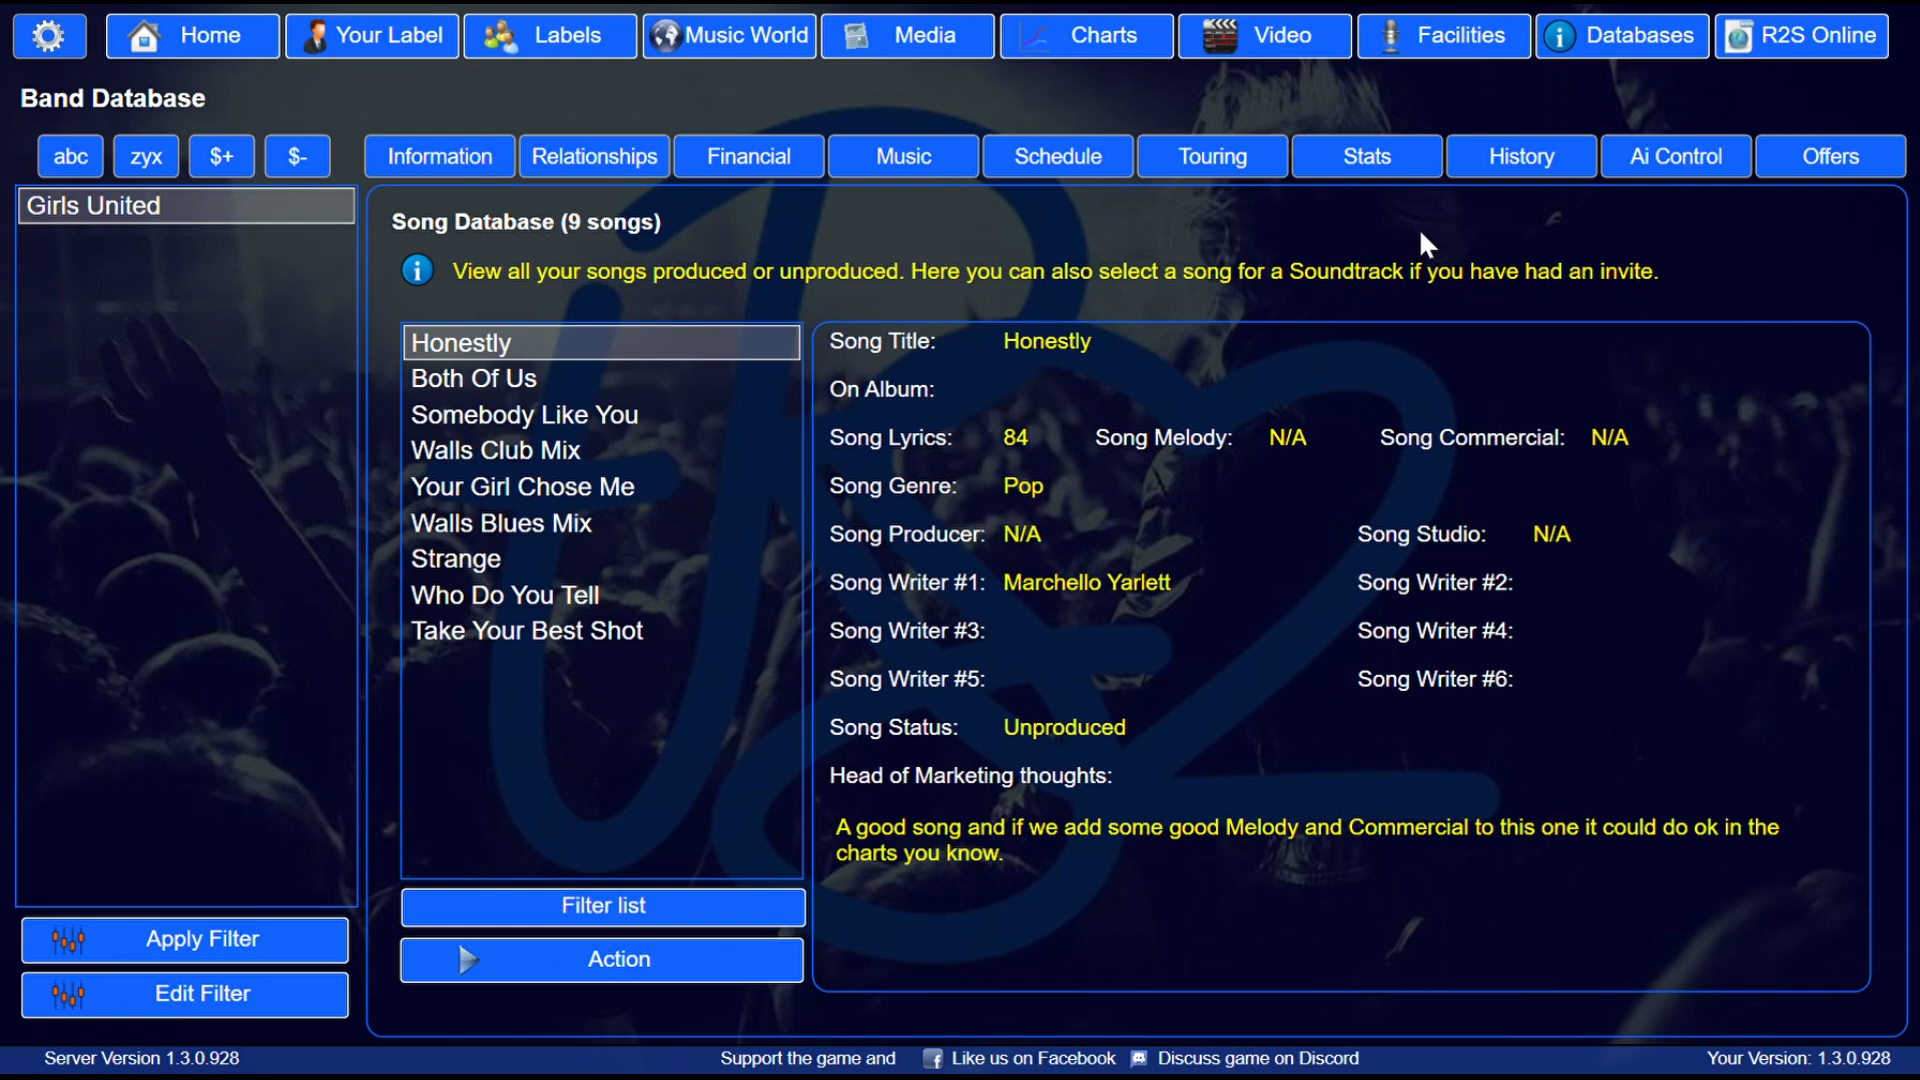 Home
Your Label
Labels
Music World
Media
Charts
Video
Facilities
Databases
R2S Online
Band Database
abc
zyx
$+
$-
Information
Relationships
Financial
Music
Schedule
Touring
Stats
History
Ai Control
Offers
Girls United
Song Database (9 songs)
View all your songs produced or unproduced. Here you can also select a song for a Soundtrack if you have had an invite.
Honestly
Both Of Us
Somebody Like You
Walls Club Mix
Your Girl Chose Me
Walls Blues Mix
Strange
Who Do You Tell
Take Your Best Shot
Song Title: Honestly
On Album:
Song Lyrics: 84 Song Melody: N/A Song Commercial: N/A
Song Genre: Pop
Song Producer: N/A Song Studio: N/A
Song Writer #1: Marchello Yarlett Song Writer #2:
Song Writer #3: Song Writer #4:
Song Writer #5: Song Writer #6:
Song Status: Unproduced
Head of Marketing thoughts:
A good song and if we add some good Melody and Commercial to this one it could do ok in the
charts you know.
Filter list
Action
Apply Filter
Edit Filter
Server Version 1.3.0.928
Support the game and
Like us on Facebook
Discuss game on Discord
Your Version: 1.3.0.928